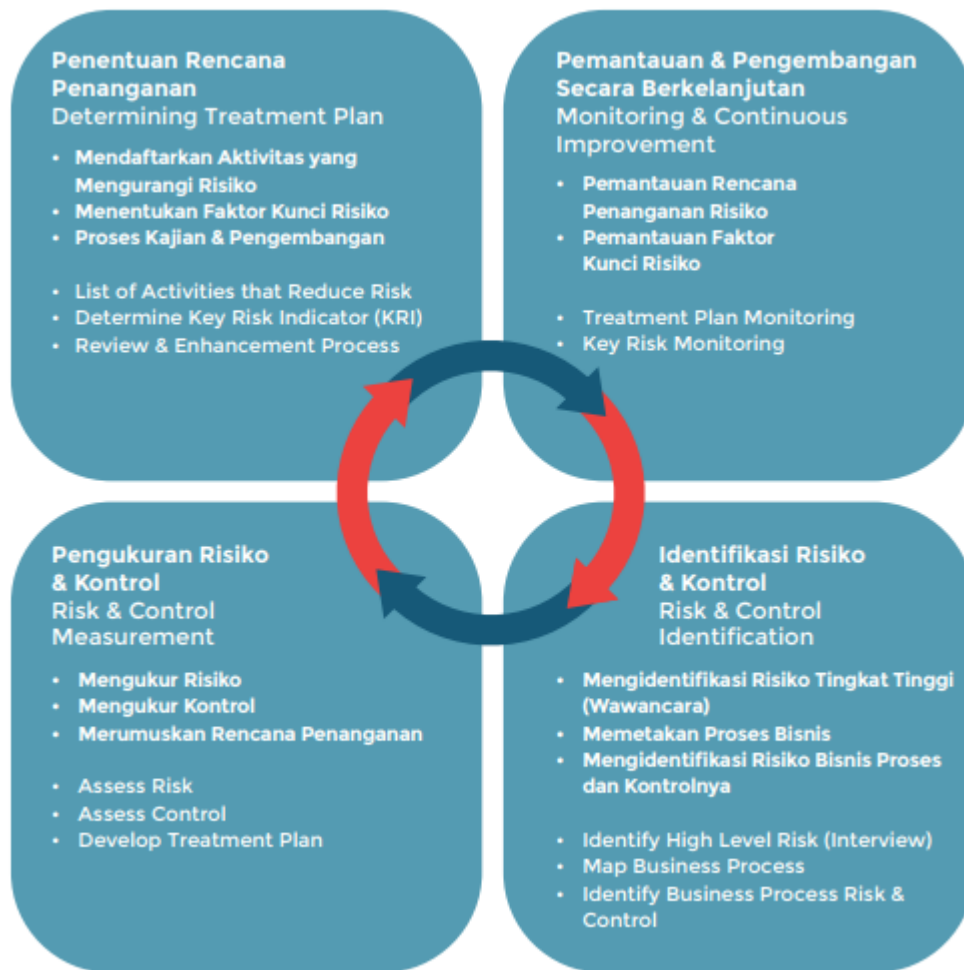 Penentuan Rencana
Penanganan
Determining Treatment Plan
• Mendaftarkan Aktivitas yang
Mengurangi Risiko
• Menentukan Faktor Kunci Risiko
• Proses Kajian & Pengembangan
• List of Activities that Reduce Risk
• Determine Key Risk Indicator (KRI)
• Review & Enhancement Process
Pemantauan & Pengembangan
Secara Berkelanjutan
Monitoring & Continuous
Improvement
• Pemantauan Rencana
Penanganan Risiko
• Pemantauan Faktor
Kunci Risiko
• Treatment Plan Monitoring
• Key Risk Monitoring
Pengukuran Risiko
& Kontrol
Risk & Control
Measurement
• Mengukur Risiko
• Mengukur Kontrol
• Merumuskan Rencana Penanganan
• Assess Risk
• Assess Control
• Develop Treatment Plan
Identifikasi Risiko
& Kontrol
Risk & Control
Identification
• Mengidentifikasi Risiko Tingkat Tinggi
(Wawancara)
• Memetakan Proses Bisnis
• Mengidentifikasi Risiko Bisnis Proses
dan Kontrolnya
• Identify High Level Risk (Interview)
• Map Business Process
• Identify Business Process Risk &
Control